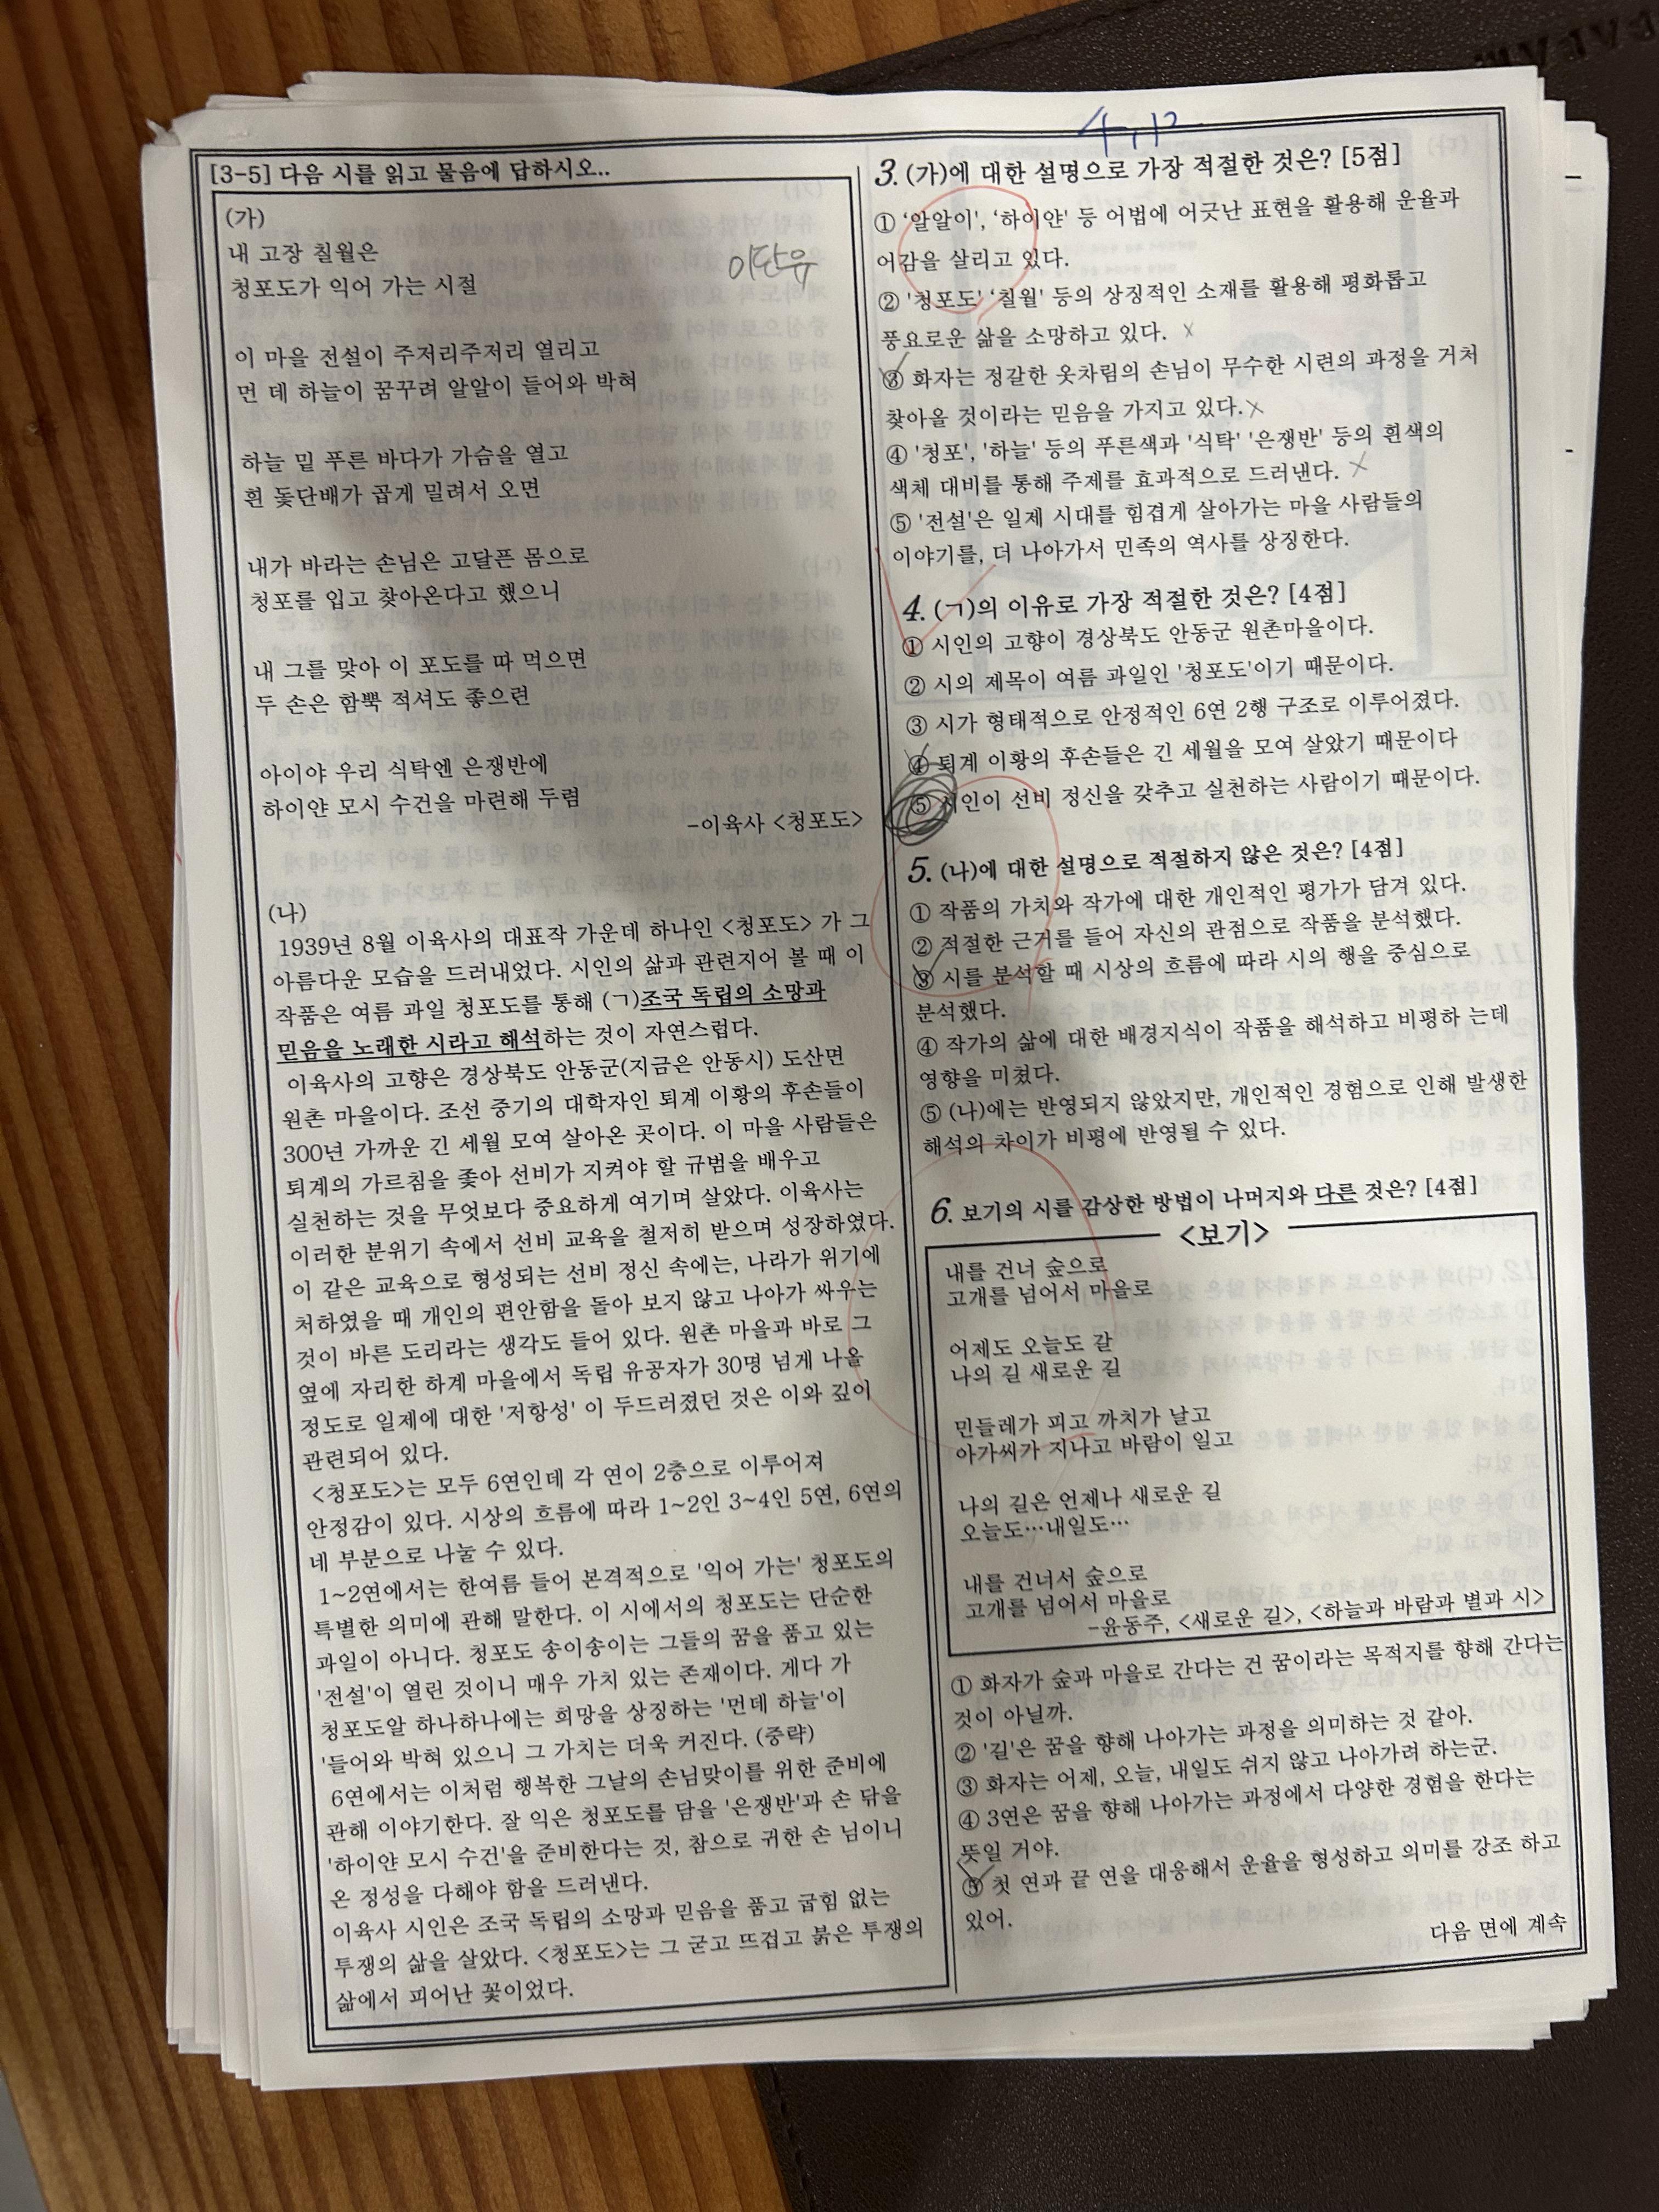 [3-5] 다음 시를 읽고 물음에 답하시오..
(가)
내 고장 칠월은
청포도가 익어 가는 시절
이 마을 전설이 주저리주저리 열리고
먼 데 하늘이 꿈꾸려 알알이 들어와 박혀
하늘 밑 푸른 바다가 가슴을 열고
흰 돛단배가 곱게 밀려서 오면
내가 바라는 손님은 고달픈 몸으로
청포를 입고 찾아온다고 했으니
내 그를 맞아 이 포도를 따 먹으면
두 손은 함뿍 적셔도 좋으련
아이야 우리 식탁엔 은쟁반에
하이얀 모시 수건을 마련해 두렴
-이육사 <청포도>
(나)
1939년 8월 이육사의 대표작 가운데 하나인 <청포도> 가 그
아름다운 모습을 드러내었다. 시인의 삶과 관련지어 볼 때 이
작품은 여름 과일 청포도를 통해 (ㄱ)조국 독립의 소망과
믿음을 노래한 시라고 해석하는 것이 자연스럽다.
이육사의 고향은 경상북도 안동군(지금은 안동시) 도산면
원촌 마을이다. 조선 중기의 대학자인 퇴계 이황의 후손들이
300년 가까운 긴 세월 모여 살아온 곳이다. 이 마을 사람들은
퇴계의 가르침을 좇아 선비가 지켜야 할 규범을 배우고
실천하는 것을 무엇보다 중요하게 여기며 살았다. 이육사는
이러한 분위기 속에서 선비 교육을 철저히 받으며 성장하였다.
이 같은 교육으로 형성되는 선비 정신 속에는, 나라가 위기에
처하였을 때 개인의 편안함을 돌아 보지 않고 나아가 싸우는
것이 바른 도리라는 생각도 들어 있다. 원촌 마을과 바로 그
옆에 자리한 하계 마을에서 독립 유공자가 30명 넘게 나올
정도로 일제에 대한 '저항성' 이 두드러졌던 것은 이와 깊이
관련되어 있다.
<청포도>는 모두 6연인데 각 연이 2층으로 이루어져
안정감이 있다. 시상의 흐름에 따라 1~2인 3~4인 5연, 6연의
네 부분으로 나눌 수 있다.
1~2연에서는 한여름 들어 본격적으로 '익어 가는' 청포도의
특별한 의미에 관해 말한다. 이 시에서의 청포도는 단순한
과일이 아니다. 청포도 송이송이는 그들의 꿈을 품고 있는
'전설'이 열린 것이니 매우 가치 있는 존재이다. 게다 가
청포도알 하나하나에는 희망을 상징하는 '먼데 하늘'이
'들어와 박혀 있으니 그 가치는 더욱 커진다. (중략)
6연에서는 이처럼 행복한 그날의 손님맞이를 위한 준비에
관해 이야기한다. 잘 익은 청포도를 담을 '은쟁반'과 손 닦을
'하이얀 모시 수건'을 준비한다는 것, 참으로 귀한 손 님이니
온 정성을 다해야 함을 드러낸다.
이육사 시인은 조국 독립의 소망과 믿음을 품고 굽힘 없는
투쟁의 삶을 살았다. <청포도>는 그 굳고 뜨겁고 붉은 투쟁의
삶에서 피어난 꽃이었다.
3. (가)에 대한 설명으로 가장 적절한 것은? [5점]
① '알알이', '하이얀' 등 어법에 어긋난 표현을 활용해 운율과
어감을 살리고 있다.
② '청포도' '칠월' 등의 상징적인 소재를 활용해 평화롭고
풍요로운 삶을 소망하고 있다.
③ 화자는 정갈한 옷차림의 손님이 무수한 시련의 과정을 거쳐
찾아올 것이라는 믿음을 가지고 있다.
④ '청포', '하늘' 등의 푸른색과 '식탁' '은쟁반' 등의 흰색의
색체 대비를 통해 주제를 효과적으로 드러낸다.
⑤ '전설'은 일제 시대를 힘겹게 살아가는 마을 사람들의
이야기를, 더 나아가서 민족의 역사를 상징한다.
4. (ㄱ)의 이유로 가장 적절한 것은? [4점]
① 시인의 고향이 경상북도 안동군 원촌마을이다.
② 시의 제목이 여름 과일인 '청포도'이기 때문이다.
③ 시가 형태적으로 안정적인 6연 2행 구조로 이루어졌다.
④ 퇴계 이황의 후손들은 긴 세월을 모여 살았기 때문이다
⑤ 시인이 선비 정신을 갖추고 실천하는 사람이기 때문이다.
5. (나)에 대한 설명으로 적절하지 않은 것은? [4점]
① 작품의 가치와 작가에 대한 개인적인 평가가 담겨 있다.
② 적절한 근거를 들어 자신의 관점으로 작품을 분석했다.
③ 시를 분석할 때 시상의 흐름에 따라 시의 행을 중심으로
분석했다.
④ 작가의 삶에 대한 배경지식이 작품을 해석하고 비평하 는데
영향을 미쳤다.
⑤ (나)에는 반영되지 않았지만, 개인적인 경험으로 인해 발생한
해석의 차이가 비평에 반영될 수 있다.
6. 보기의 시를 감상한 방법이 나머지와 다른 것은? [4점]
<보기>
내를 건너 숲으로
고개를 넘어서 마을로
어제도 오늘도 갈
나의 길 새로운 길
민들레가 피고 까치가 날고
아가씨가 지나고 바람이 일고
나의 길은 언제나 새로운 길
오늘도…내일도…
내를 건너서 숲으로
고개를 넘어서 마을로
-윤동주, <새로운 길>, <하늘과 바람과 별과 시>
① 화자가 숲과 마을로 간다는 건 꿈이라는 목적지를 향해 간다는
것이 아닐까.
② '길'은 꿈을 향해 나아가는 과정을 의미하는 것 같아.
③ 화자는 어제, 오늘, 내일도 쉬지 않고 나아가려 하는군.
④ 3연은 꿈을 향해 나아가는 과정에서 다양한 경험을 한다는
뜻일 거야.
⑤ 첫 연과 끝 연을 대응해서 운율을 형성하고 의미를 강조 하고
있어.
다음 면에 계속